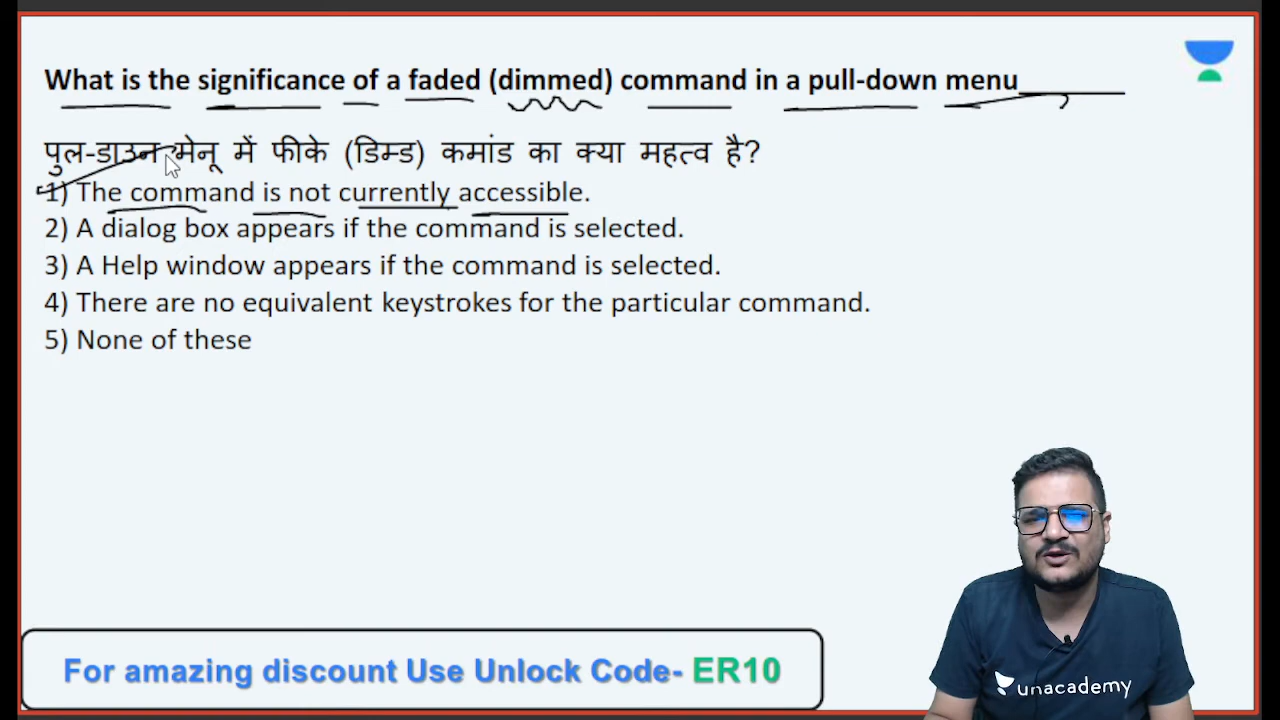 What is the significance of a faded (dimmed) command in a pull-down menu______
पुल-डाउन मेनू में फीके (डिम्ड) कमांड का क्या महत्व है?
1) The command is not currently accessible.
2) A dialog box appears if the command is selected.
3) A Help window appears if the command is selected.
4) There are no equivalent keystrokes for the particular command.
5) None of these
For amazing discount Use Unlock Code- ER10
unacademy